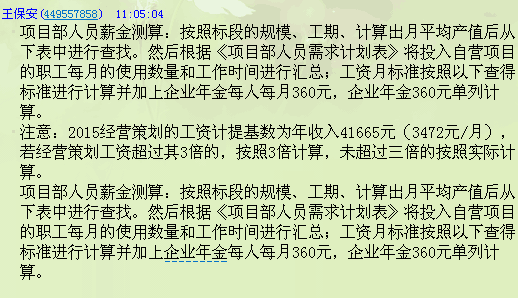 王保安(449557858)  11:05:04
项目部人员薪金测算：按照标段的规模、工期、计算出月平均产值后从
下表中进行查找。然后根据《项目部人员需求计划表》将投入自营项目
的职工每月的使用数量和工作时间进行汇总；工资月标准按照以下查得
标准进行计算并加上企业年金每人每月360元，企业年金360元单列计
算。
注意：2015经营策划的工资计提基数为年收入41665元（3472元/月），
若经营策划工资超过其3倍的，按照3倍计算，未超过三倍的按照实际计
算。
项目部人员薪金测算：按照标段的规模、工期、计算出月平均产值后从
下表中进行查找。然后根据《项目部人员需求计划表》将投入自营项目
的职工每月的使用数量和工作时间进行汇总；工资月标准按照以下查得
标准进行计算并加上企业年金每人每月360元，企业年金360元单列计
算。